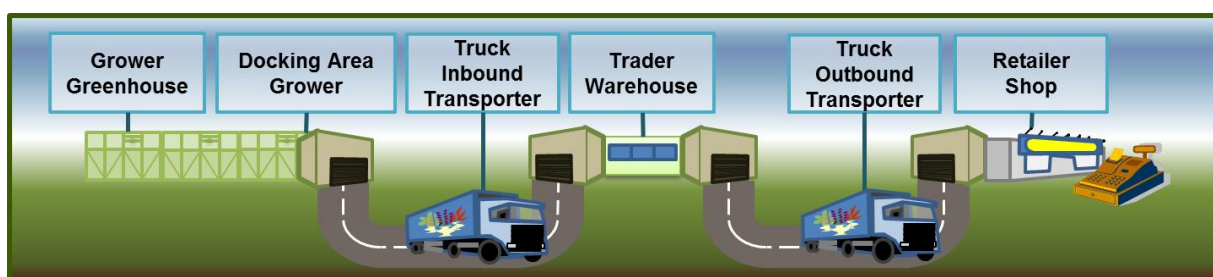 Grower
Greenhouse
Docking Area
Grower
Truck
Inbound
Transporter
Trader
Warehouse
Truck
Outbound
Transporter
Retailer
Shop